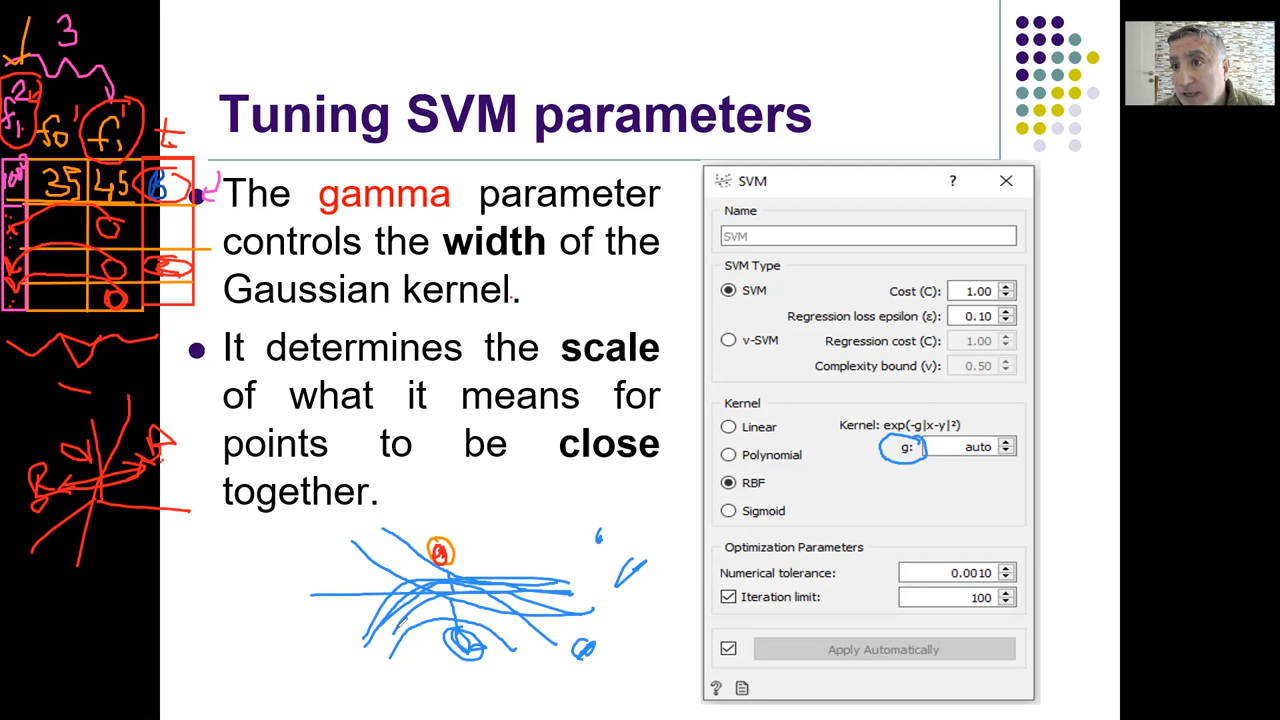 Tuning SVM parameters
The gamma parameter
controls the width of the
Gaussian kernel.
It determines the scale
of what it means for
points to be close
together.
SVM
?
Name
SVM
SVM Type
SVM
Cost (C): 1.00
Regression loss epsilon (ε): 0.10
ν-SVM
Regression cost (C): 1.00
Complexity bound (ν): 0.50
Kernel
Linear
Kernel: exp(-g|x-y|²)
g: auto
Polynomial
RBF
Sigmoid
Optimization Parameters
Numerical tolerance: 0.0010
Iteration limit: 100
Apply Automatically
?
3
35 45